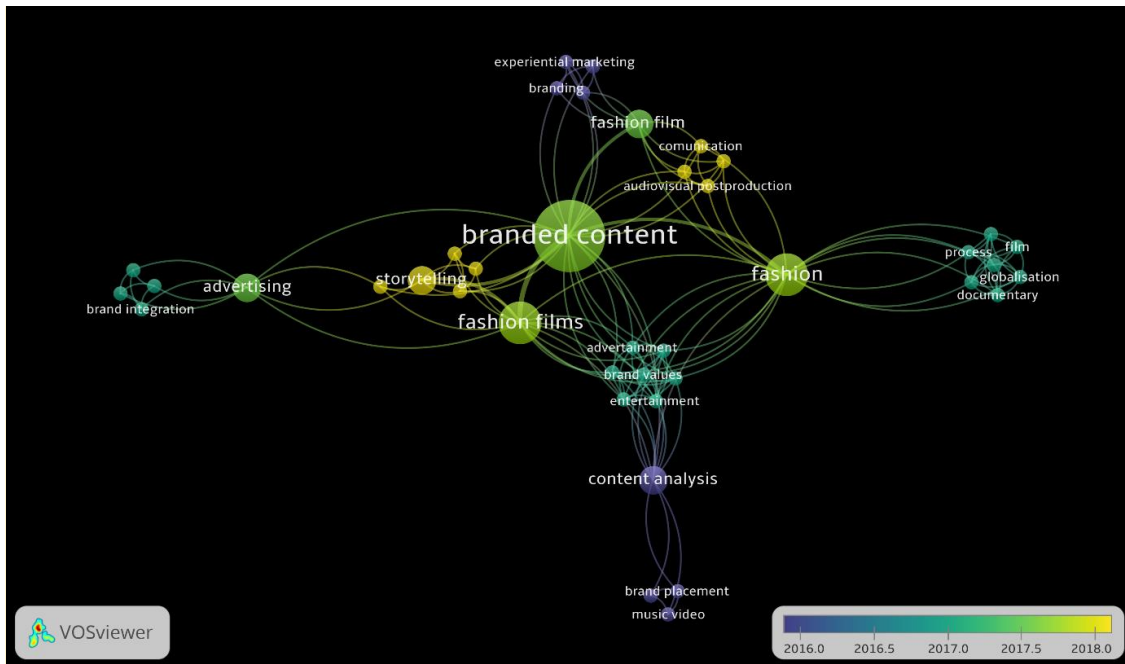 experiential marketing
branding
fashion film
comunication
audiovisual postproduction
branded content
fashion
process
film
globalisation
documentary
storytelling
advertising
brand integration
fashion films
advertainment
brand values
entertainment
content analysis
brand placement
music video
VOSviewer
2016.0 2016.5 2017.0 2017.5 2018.0